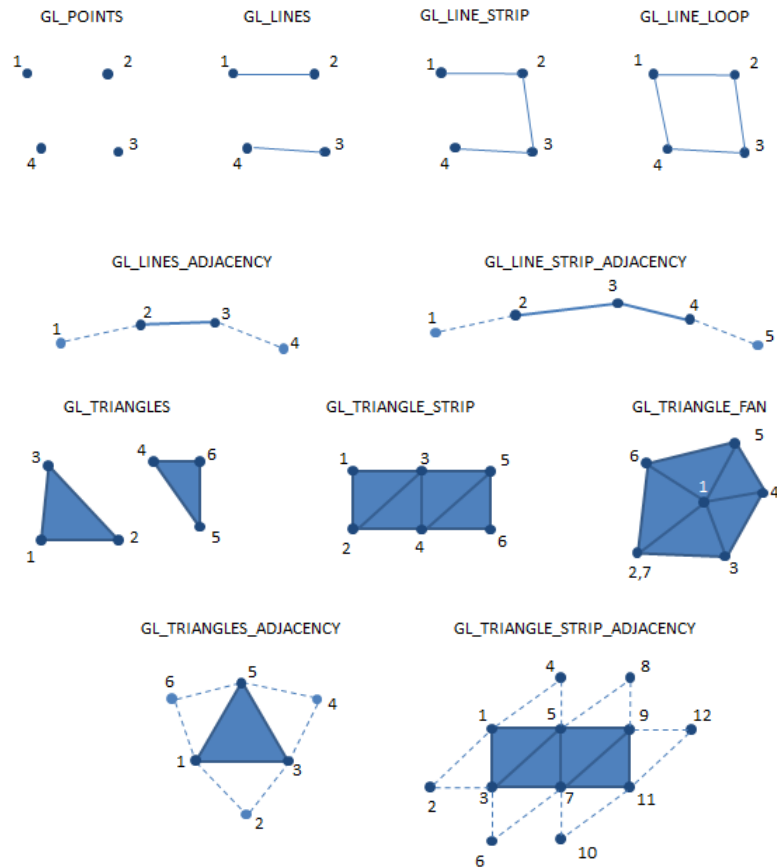 GL_POINTS GL_LINES GL_LINE_STRIP GL_LINE_LOOP
1 2 1 2 1 2 1 2
4 3 4 3 4 3 4 3
GL_LINES_ADJACENCY GL_LINE_STRIP_ADJACENCY
1 2 3 4 1 2 3 4 5
GL_TRIANGLES GL_TRIANGLE_STRIP GL_TRIANGLE_FAN
3 4 6 1 3 5 6 5
1 4
1 2 5 2 4 6 2,7 3
GL_TRIANGLES_ADJACENCY GL_TRIANGLE_STRIP_ADJACENCY
6 5 4 4 8
1 5 9 12
1 3 2 3 7 11
2 6 10